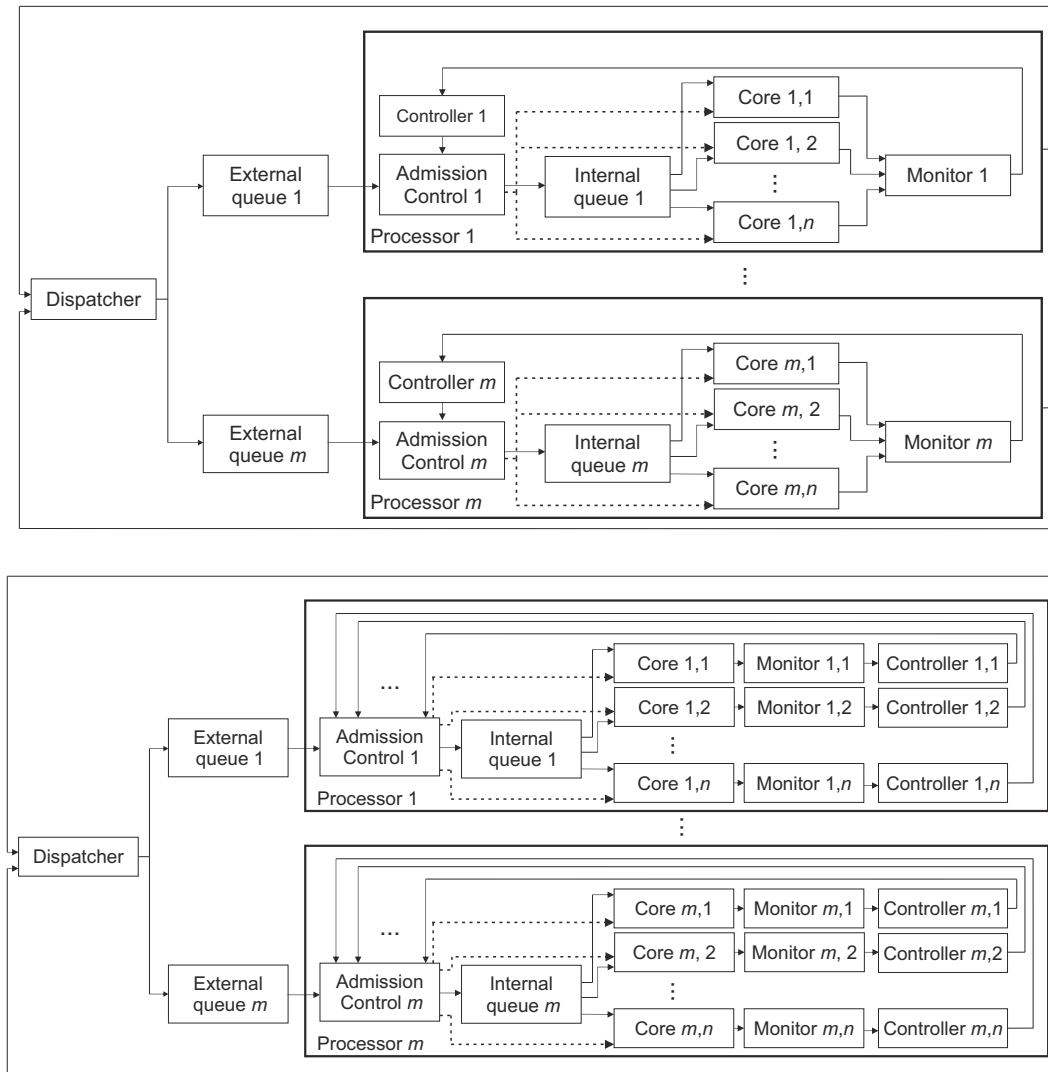 Controller 1
Core 1,1
Core 1, 2
External
queue 1
Admission
Control 1
Internal
queue 1
⋮
Monitor 1
Core 1,n
Processor 1
⋮
Dispatcher
Controller m
Core m,1
Core m, 2
External
queue m
Admission
Control m
Internal
queue m
⋮
Monitor m
Core m,n
Processor m
Core 1,1
Monitor 1,1
Controller 1,1
...
Core 1,2
Monitor 1,2
Controller 1,2
External
queue 1
Admission
Control 1
Internal
queue 1
⋮
Core 1,n
Monitor 1,n
Controller 1,n
Processor 1
⋮
Dispatcher
Core m,1
Monitor m,1
Controller m,1
...
Core m, 2
Monitor m, 2
Controller m,2
External
queue m
Admission
Control m
Internal
queue m
⋮
Core m,n
Monitor m,n
Controller m,n
Processor m